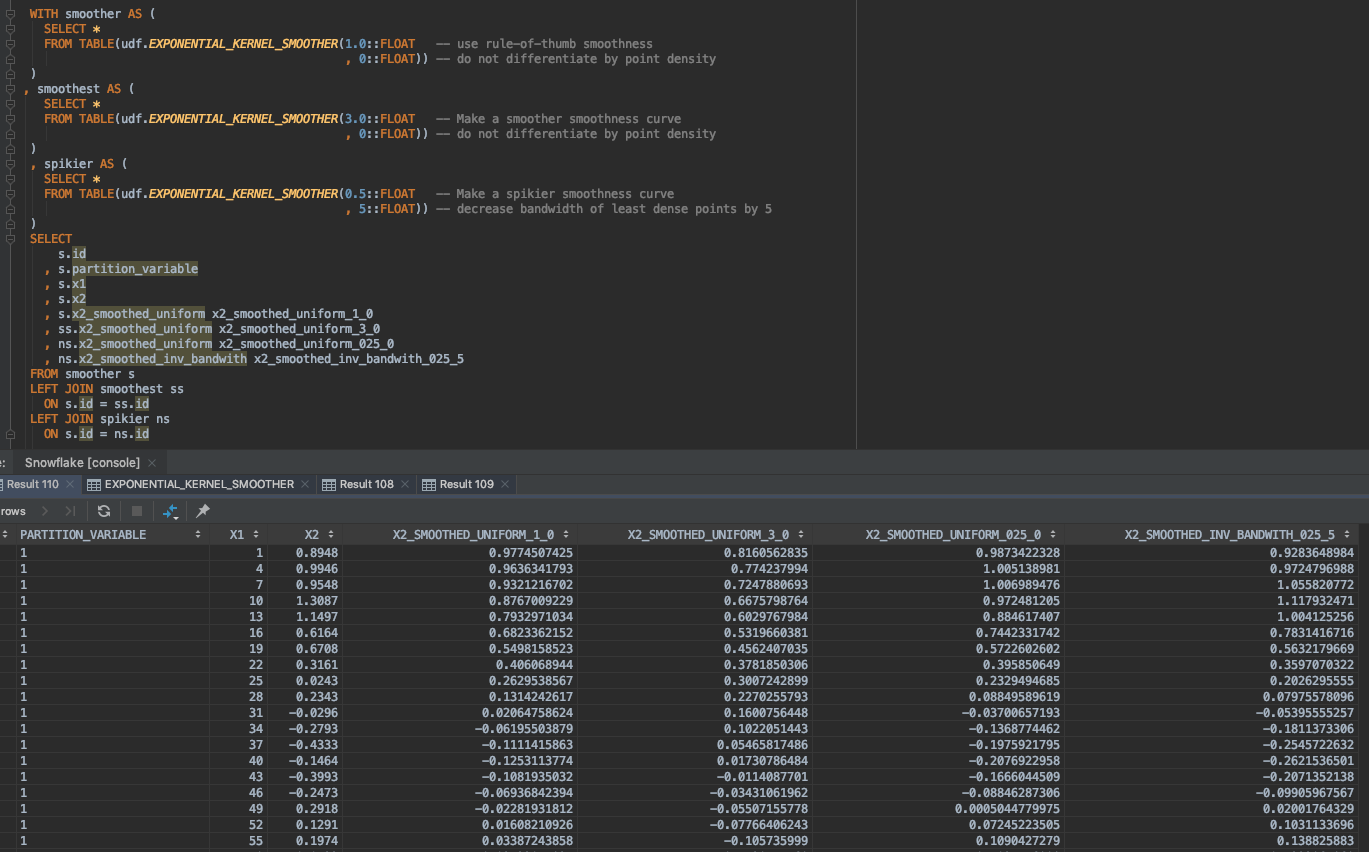 WITH smoother AS (
SELECT *
FROM TABLE(udf.EXPONENTIAL_KERNEL_SMOOTHER(1.0::FLOAT -- use rule-of-thumb smoothness
, 0::FLOAT)) -- do not differentiate by point density
)
, smoothest AS (
SELECT *
FROM TABLE(udf.EXPONENTIAL_KERNEL_SMOOTHER(3.0::FLOAT -- Make a smoother smoothness curve
, 0::FLOAT)) -- do not differentiate by point density
)
, spikier AS (
SELECT *
FROM TABLE(udf.EXPONENTIAL_KERNEL_SMOOTHER(0.5::FLOAT -- Make a spikier smoothness curve
, 5::FLOAT)) -- decrease bandwidth of least dense points by 5
)
SELECT
s.id
, s.partition_variable
, s.x1
, s.x2
, s.x2_smoothed_uniform x2_smoothed_uniform_1_0
, ss.x2_smoothed_uniform x2_smoothed_uniform_3_0
, ns.x2_smoothed_uniform x2_smoothed_uniform_025_0
, ns.x2_smoothed_inv_bandwith x2_smoothed_inv_bandwith_025_5
FROM smoother s
LEFT JOIN smoothest ss
ON s.id = ss.id
LEFT JOIN spikier ns
ON s.id = ns.id
e: Snowflake [console]
Result 110 EXPONENTIAL_KERNEL_SMOOTHER Result 108 Result 109
rows
PARTITION_VARIABLE X1 X2 X2_SMOOTHED_UNIFORM_1_0 X2_SMOOTHED_UNIFORM_3_0 X2_SMOOTHED_UNIFORM_025_0 X2_SMOOTHED_INV_BANDWITH_025_5
1 1 0.8948 0.9774507425 0.8160562835 0.9873422328 0.9283648984
1 4 0.9946 0.9636341793 0.774237994 1.005138981 0.9724796988
1 7 0.9548 0.9321216702 0.7247880693 1.006989476 1.055820772
1 10 1.3087 0.8767009229 0.6675798764 0.972481205 1.117932471
1 13 1.1497 0.7932971034 0.6029767984 0.884617407 1.004125256
1 16 0.6164 0.6823362152 0.5319660381 0.7442331742 0.7831416716
1 19 0.6708 0.5498158523 0.4562407035 0.5722602602 0.5632179669
1 22 0.3161 0.406068944 0.3781850306 0.395850649 0.3597070322
1 25 0.0243 0.2629538567 0.3007242899 0.2329494685 0.2026295555
1 28 0.2343 0.1314242617 0.2270255793 0.08849589619 0.07975578096
1 31 -0.0296 0.02064758624 0.1600756448 -0.03700657193 -0.05395555257
1 34 -0.2793 -0.06195503879 0.1022051443 -0.1368774462 -0.1811373306
1 37 -0.4333 -0.1111415863 0.05465817486 -0.1975921795 -0.2545722632
1 40 -0.1464 -0.1253113774 0.01730786484 -0.2076922958 -0.2621536501
1 43 -0.3993 -0.1081935032 -0.0114087701 -0.1666044509 -0.2071352138
1 46 -0.2473 -0.06936842394 -0.03431061962 -0.08846287306 -0.09905967567
1 49 0.2918 -0.02281931812 -0.05507155778 0.0005044779975 0.02001764329
1 52 0.1291 0.01608210926 -0.07766406243 0.07245223505 0.1031133696
1 55 0.1974 0.03387243858 -0.105735999 0.1090427279 0.138825883